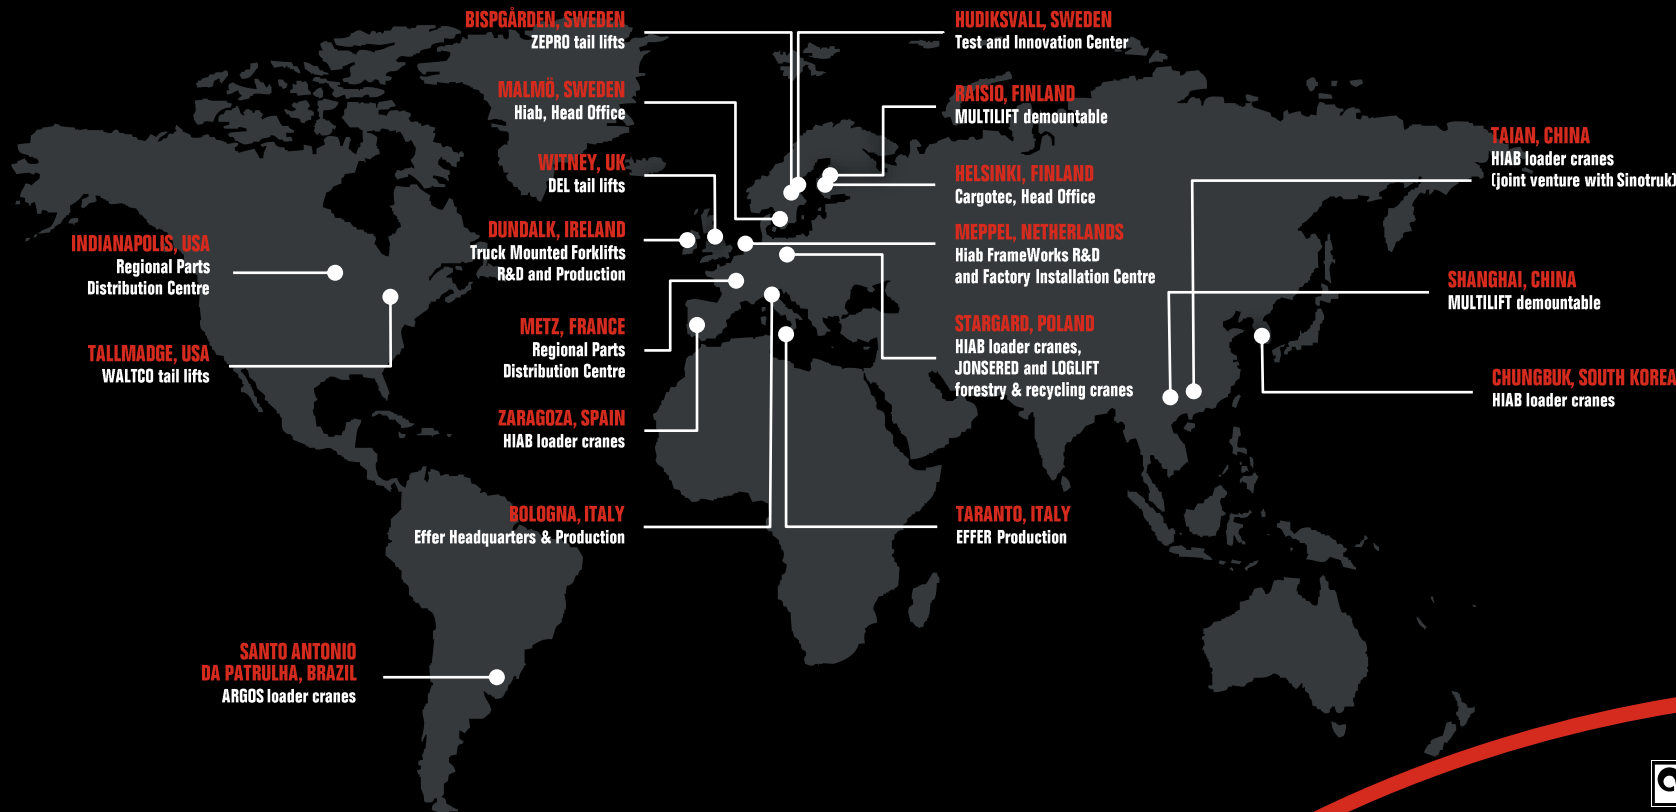 BISPGÅRDEN, SWEDEN
ZEPRO tail lifts
MALMÖ, SWEDEN
Hiab, Head Office
WITNEY, UK
DEL tail lifts
DUNDALK, IRELAND
Truck Mounted Forklifts
R&D and Production
METZ, FRANCE
Regional Parts
Distribution Centre
ZARAGOZA, SPAIN
HIAB loader cranes
BOLOGNA, ITALY
Effer Headquarters & Production
INDIANAPOLIS, USA
Regional Parts
Distribution Centre
TALLMADGE, USA
WALTCO tail lifts
SANTO ANTONIO
DA PATRULHA, BRAZIL
ARGOS loader cranes
HUDIKSVALL, SWEDEN
Test and Innovation Center
RAISIO, FINLAND
MULTILIFT demountable
HELSINKI, FINLAND
Cargotec, Head Office
MEPPEL, NETHERLANDS
Hiab FrameWorks R&D
and Factory Installation Centre
STARGARD, POLAND
HIAB loader cranes,
JONSERED and LOGLIFT
forestry & recycling cranes
TARANTO, ITALY
EFFER Production
TAIAN, CHINA
HIAB loader cranes
(joint venture with Sinotruk)
SHANGHAI, CHINA
MULTILIFT demountable
CHUNGBUK, SOUTH KOREA
HIAB loader cranes